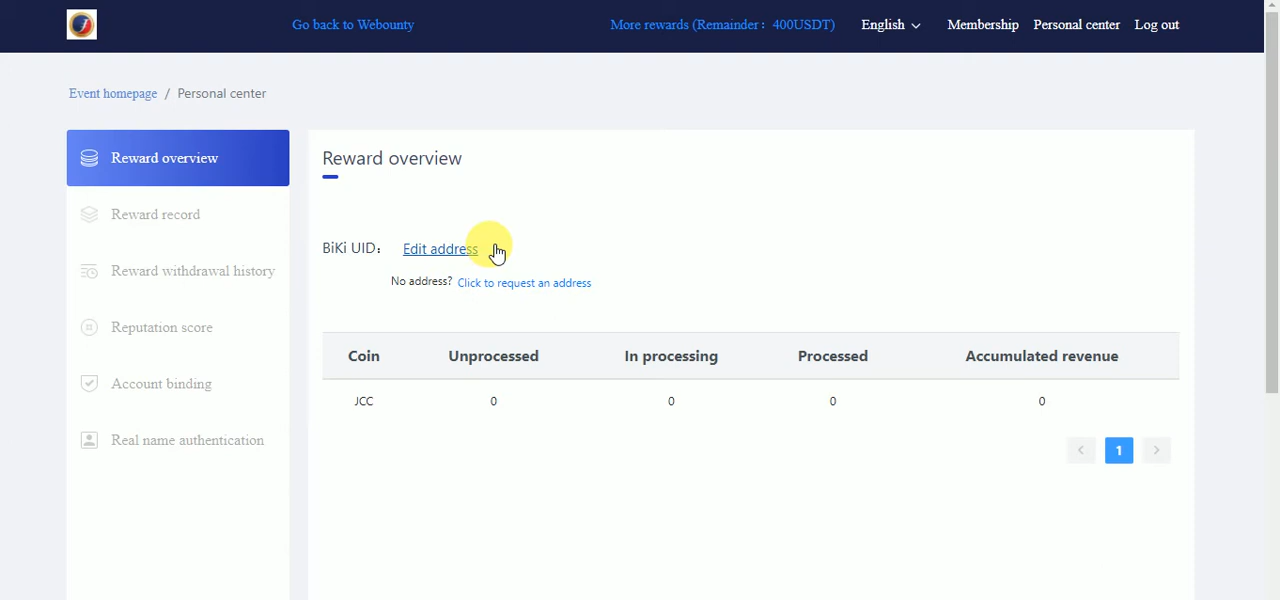 Go back to Webounty More rewards (Remainder： 400USDT) English Membership Personal center Log out
Event homepage / Personal center
Reward overview
Reward record
Reward withdrawal history
Reputation score
Account binding
Real name authentication
Reward overview
BiKi UID： Edit address
No address? Click to request an address
Coin Unprocessed In processing Processed Accumulated revenue
JCC 0 0 0 0
1